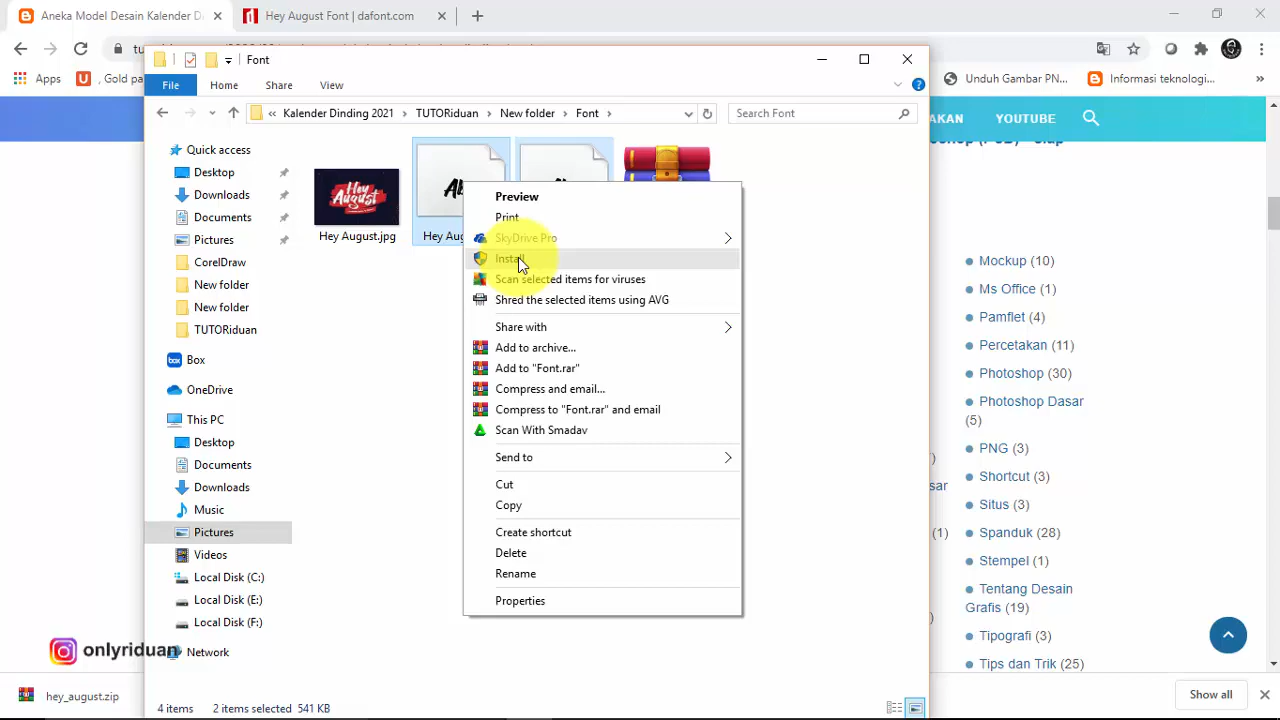 Aneka Model Desain Kalender D
Hey August Font | dafont.com
Apps
, Gold pa
Unduh Gambar PN...
Informasi teknologi...
Font
File
Home
Share
View
Kalender Dinding 2021
TUTORiduan
New folder
Font
Search Font
AKAN
YOUTUBE
Quick access
Desktop
Downloads
Documents
Pictures
CorelDraw
New folder
New folder
TUTORiduan
Box
OneDrive
This PC
Desktop
Documents
Downloads
Music
Pictures
Videos
Local Disk (C:)
Local Disk (E:)
Local Disk (F:)
Network
Hey August
Hey August.jpg
Hey Aug
Preview
Print
SkyDrive Pro
Install
Scan selected items for viruses
Shred the selected items using AVG
Share with
Add to archive...
Add to "Font.rar"
Compress and email...
Compress to "Font.rar" and email
Scan With Smadav
Send to
Cut
Copy
Create shortcut
Delete
Rename
Properties
Mockup (10)
Ms Office (1)
Pamflet (4)
Percetakan (11)
Photoshop (30)
Photoshop Dasar
(5)
PNG (3)
Shortcut (3)
Situs (3)
Spanduk (28)
Stempel (1)
Tentang Desain
Grafis (19)
Tipografi (3)
Tips dan Trik (25)
(1)
onlyriduan
4 items
2 items selected 541 KB
hey_august.zip
Show all